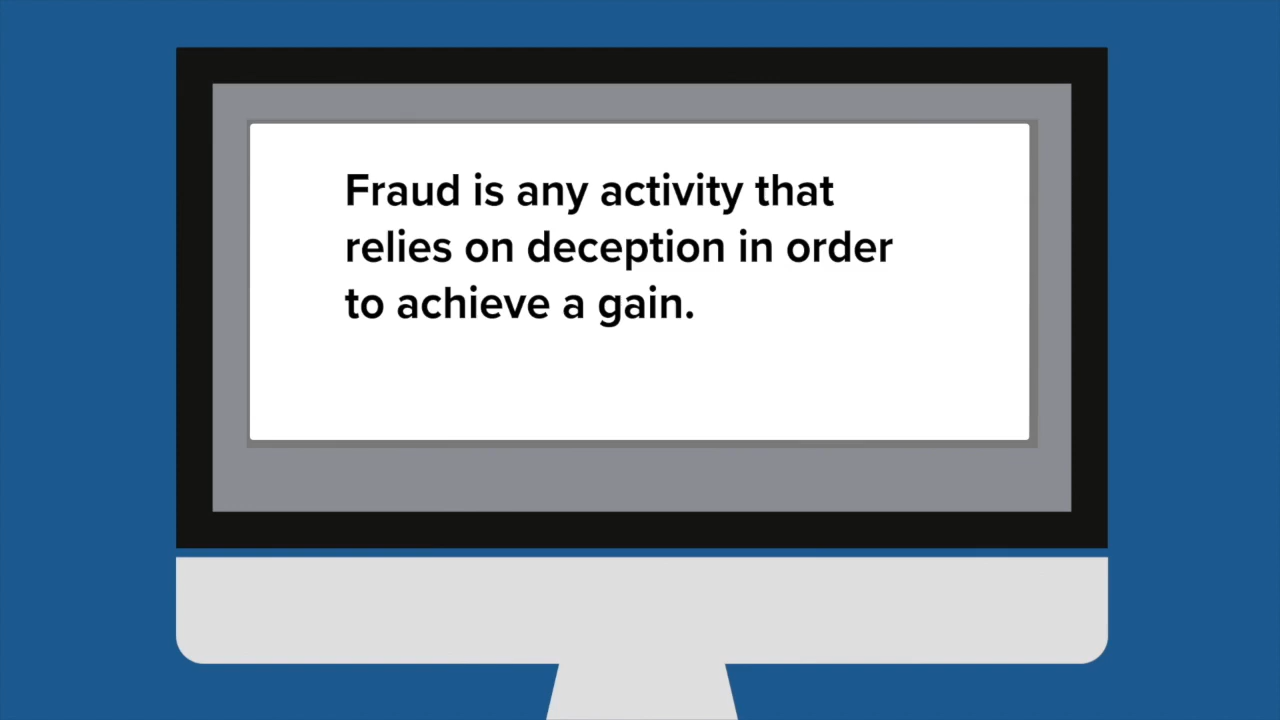 Fraud is any activity that
relies on deception in order
to achieve a gain.